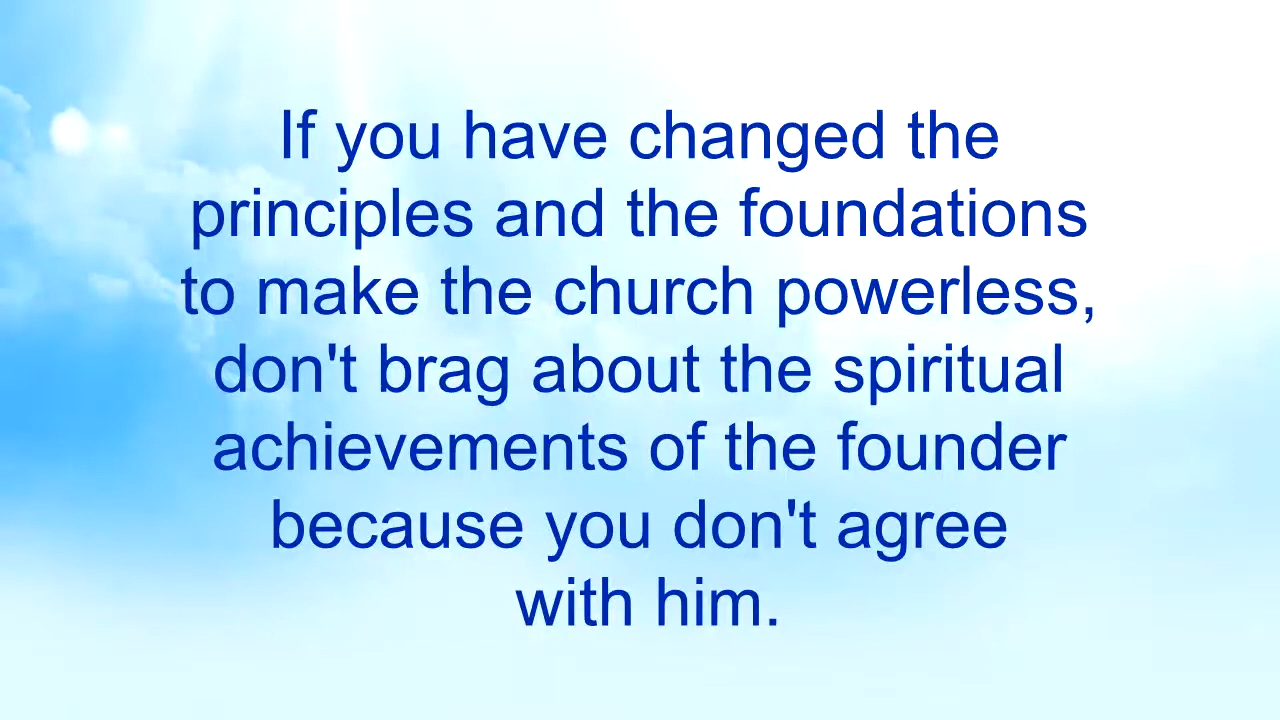 If you have changed the
principles and the foundations
to make the church powerless,
don't brag about the spiritual
achievements of the founder
because you don't agree
with him.